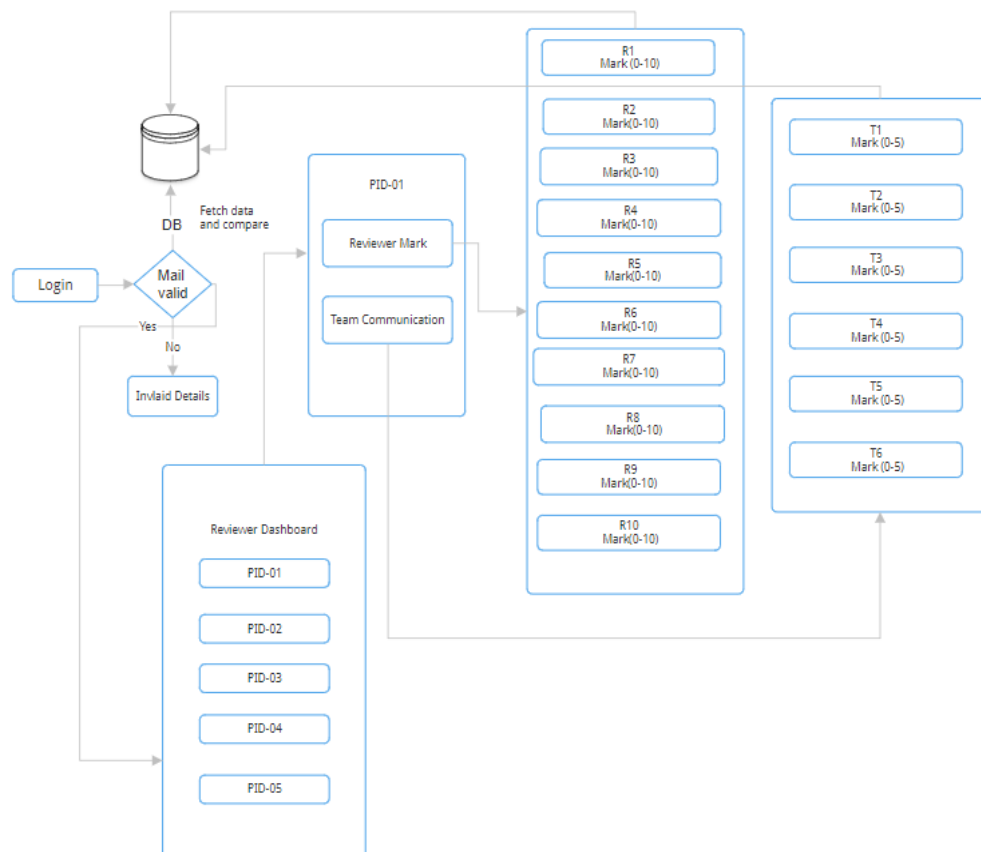 Login
Mail
valid
DB
Fetch data
and compare
Yes
No
Invlaid Details
Reviewer Dashboard
PID-01
PID-02
PID-03
PID-04
PID-05
PID-01
Reviewer Mark
Team Communication
R1
Mark (0-10)
R2
Mark(0-10)
R3
Mark(0-10)
R4
Mark(0-10)
R5
Mark(0-10)
R6
Mark(0-10)
R7
Mark(0-10)
R8
Mark(0-10)
R9
Mark(0-10)
R10
Mark(0-10)
T1
Mark (0-5)
T2
Mark (0-5)
T3
Mark (0-5)
T4
Mark (0-5)
T5
Mark (0-5)
T6
Mark (0-5)